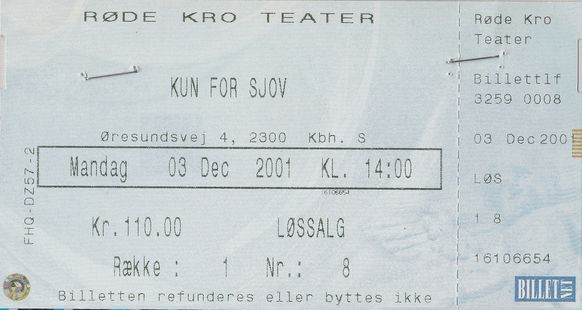 RØDE KRO TEATER
KUN FOR SJOV
Øresundsvej 4, 2300 Kbh. S
Mandag 03 Dec 2001 KL. 14:00
16106654
Kr.110.00 LØSSALG
Række : 1 Nr.: 8
Billetten refunderes eller byttes ikke
FHQ-DZ57-2
Røde Kro
Teater
Billettlf
3259 0008
03 Dec 2001
LØS
1 8
16106654
BILLET
NET